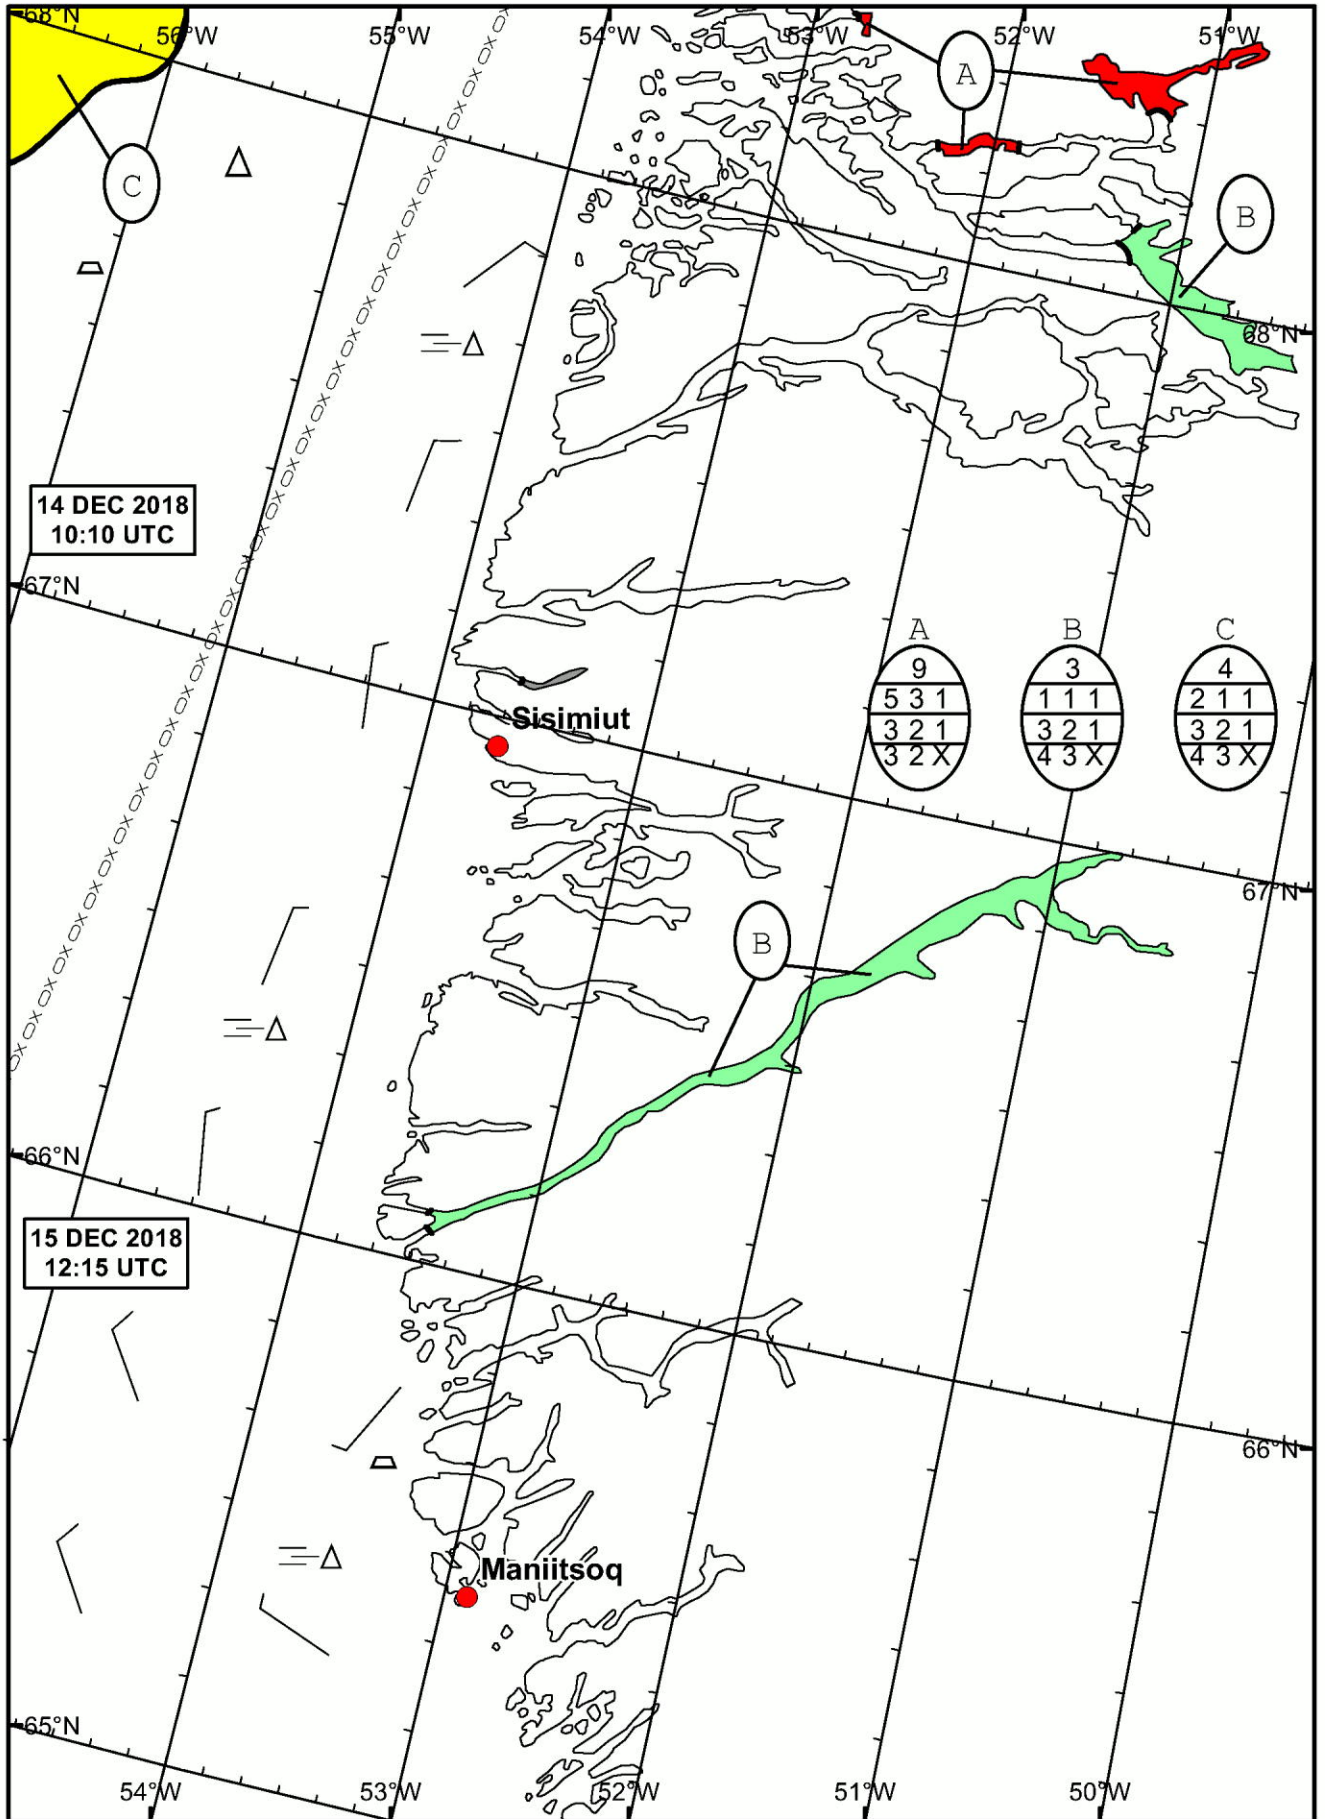 68°N
56°W 55°W 54°W 53°W 52°W 51°W
A
C
B
68°N
14 DEC 2018
10:10 UTC
67°N
A B C
9 3 4
5 3 1 1 1 1 2 1 1
3 2 1 3 2 1 3 2 1
3 2 X 4 3 X 4 3 X
Sisimiut
67°N
B
66°N
15 DEC 2018
12:15 UTC
66°N
Maniitsoq
65°N
54°W 53°W 52°W 51°W 50°W